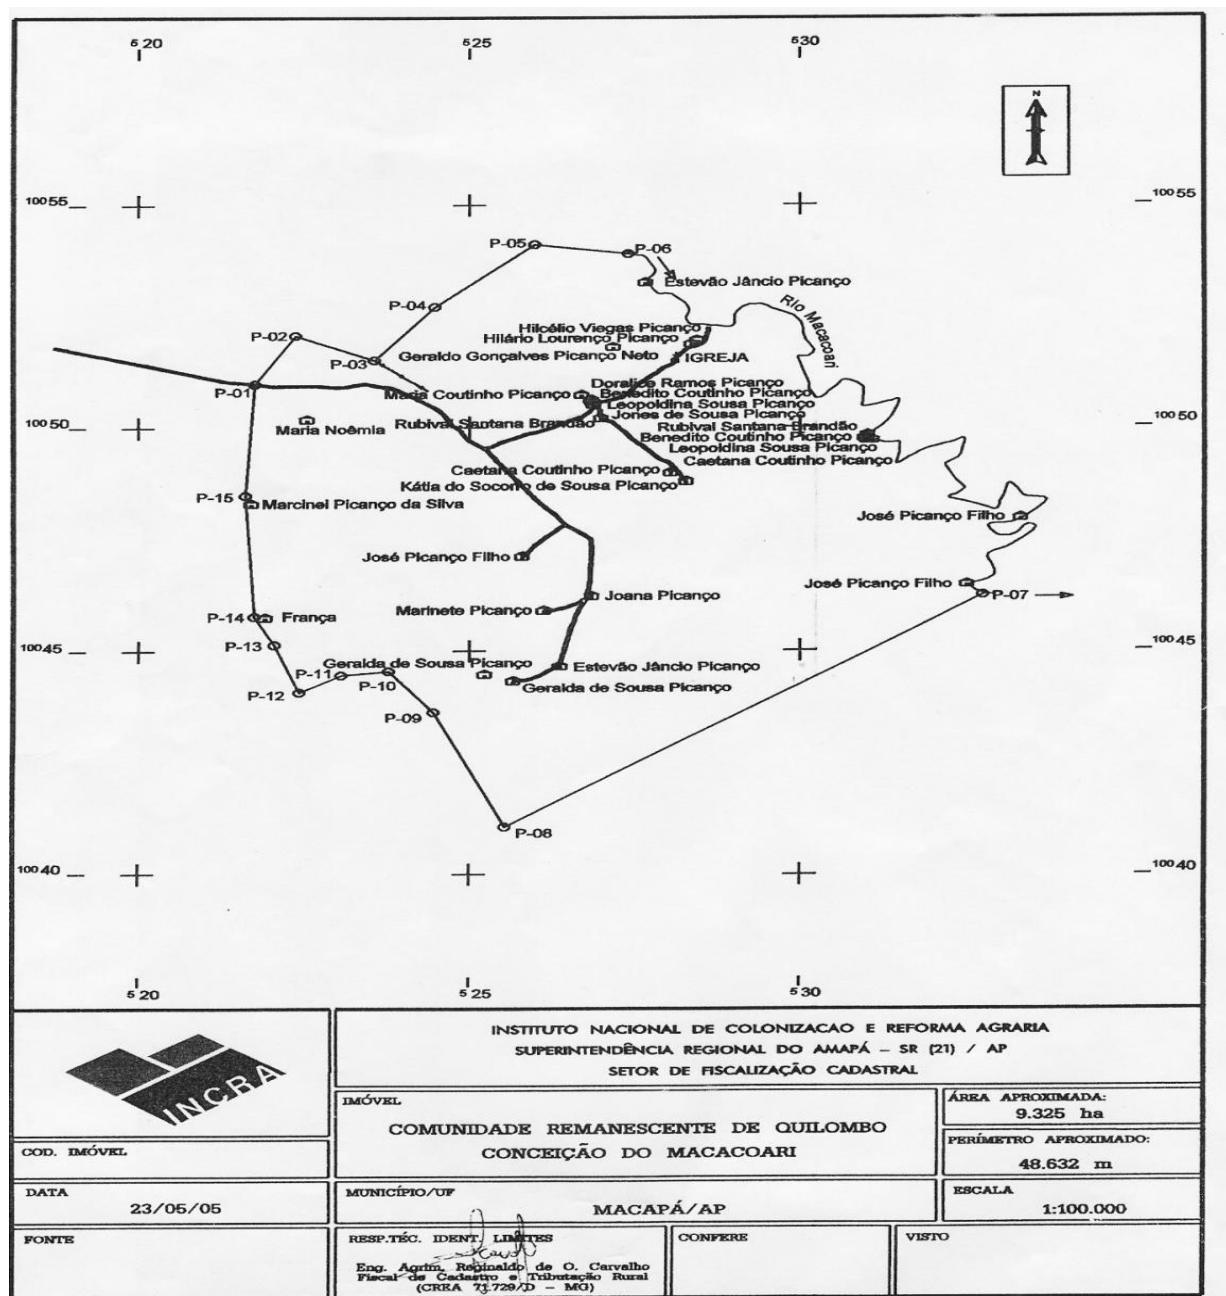 520 525 530
N
10055 10055
P-05 P-06
Estevão Jâncio Picanço
Rio Macacoari
P-04
Hilcélio Viegas Picanço
P-02 Hilário Lourenço Picanço
P-03 Geraldo Gonçalves Picanço Neto IGREJA
P-01 Doralice Ramos Picanço
Maria Coutinho Picanço Benedito Coutinho Picanço
Leopoldina Sousa Picanço
Jones de Sousa Picanço
10050 Maria Noêmia Rubival Santana Brandão Rubival Santana Brandão 10050
Benedito Coutinho Picanço
Leopoldina Sousa Picanço
Caetana Coutinho Picanço Caetana Coutinho Picanço
Kátia do Socorro de Sousa Picanço
P-15 Marcinei Picanço da Silva
José Picanço Filho
José Picanço Filho
José Picanço Filho
P-07
Marinete Picanço Joana Picanço
P-14 França
P-13 10045 10045
Geralda de Sousa Picanço Estevão Jâncio Picanço
P-11 P-10
P-12 Geralda de Sousa Picanço
P-09
P-08
10040 10040
520 525 530
INCRA
INSTITUTO NACIONAL DE COLONIZACAO E REFORMA AGRARIA
SUPERINTENDÊNCIA REGIONAL DO AMAPÁ – SR (21) / AP
SETOR DE FISCALIZAÇÃO CADASTRAL
IMÓVEL
COMUNIDADE REMANESCENTE DE QUILOMBO
CONCEIÇÃO DO MACACOARI
ÁREA APROXIMADA:
9.325 ha
PERÍMETRO APROXIMADO:
48.632 m
COD. IMÓVEL
DATA
23/05/05
MUNICÍPIO/UF
MACAPÁ/AP
ESCALA
1:100.000
FONTE
RESP.TÉC. IDENT. LIMITES
Eng. Agrim. Reginaldo de O. Carvalho
Fiscal de Cadastro e Tributação Rural
(CREA 71.729/D – MG)
CONFERE
VISTO